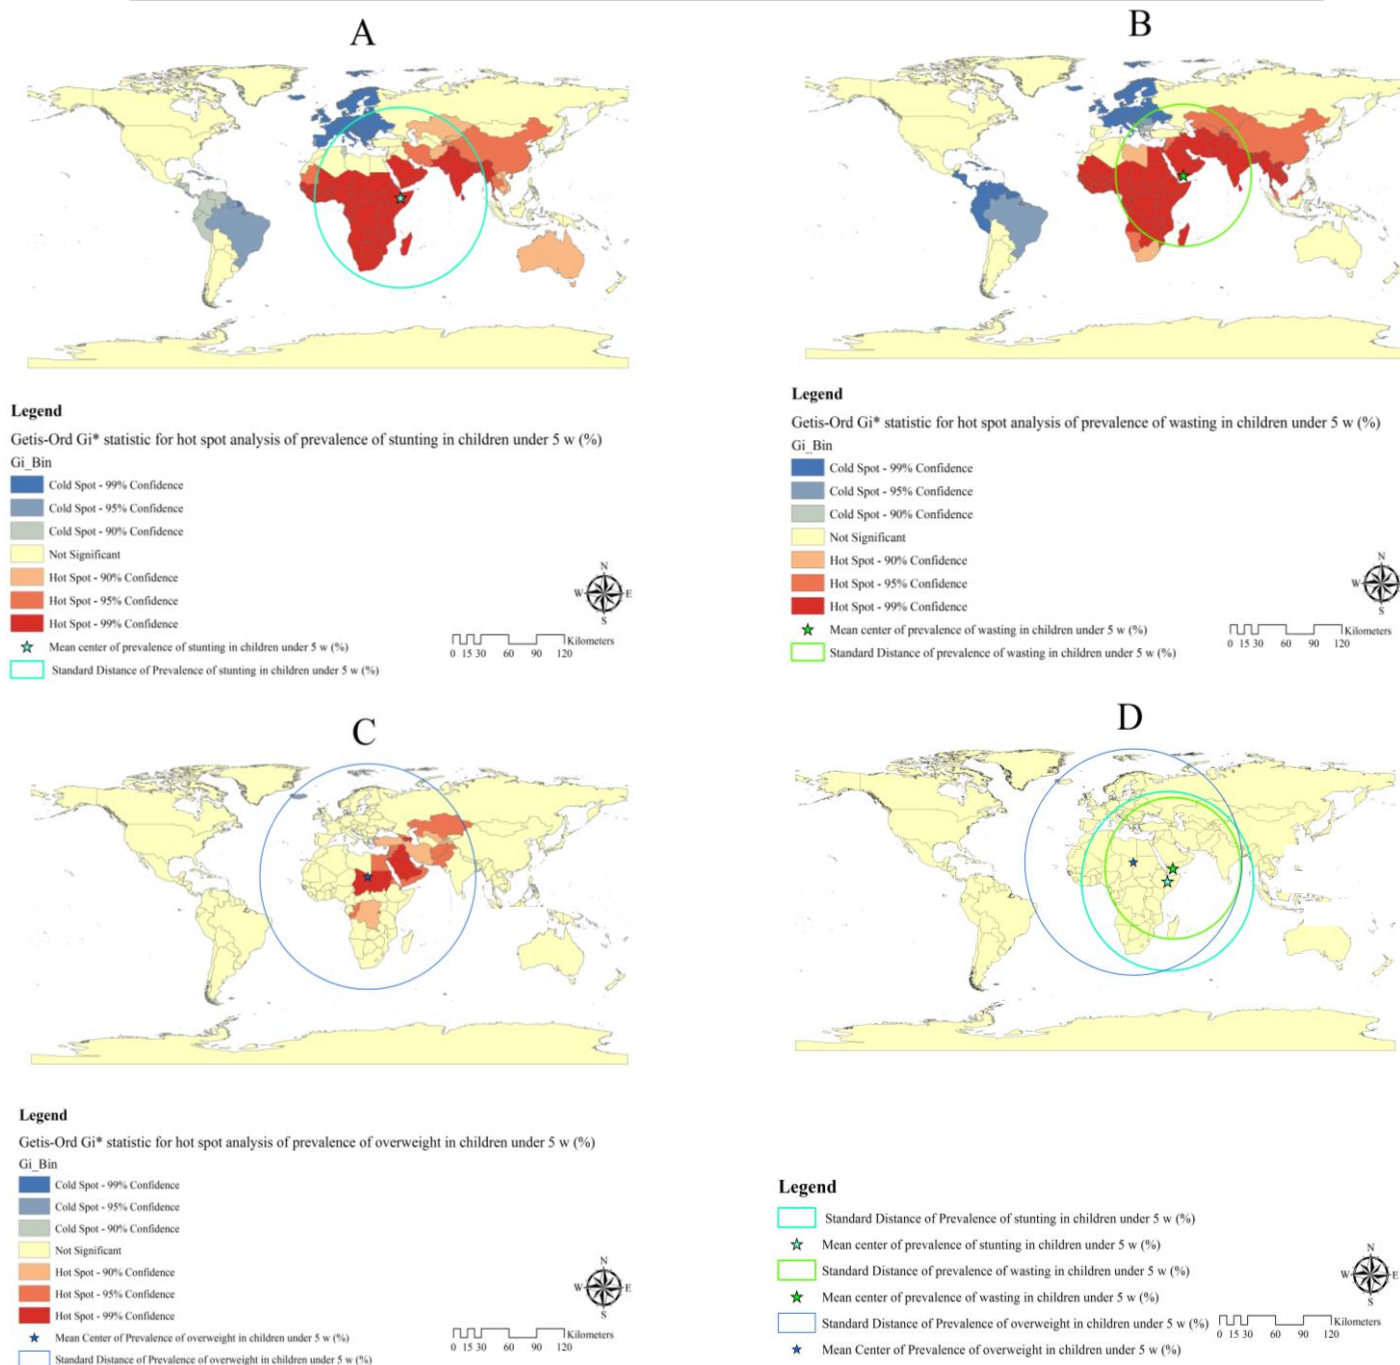 A
Legend
Getis-Ord Gi* statistic for hot spot analysis of prevalence of stunting in children under 5 w (%)
Gi_Bin
Cold Spot - 99% Confidence
Cold Spot - 95% Confidence
Cold Spot - 90% Confidence
Not Significant
Hot Spot - 90% Confidence
Hot Spot - 95% Confidence
Hot Spot - 99% Confidence
Mean center of prevalence of stunting in children under 5 w (%)
Standard Distance of Prevalence of stunting in children under 5 w (%)
N
W E
S
Kilometers
0 15 30 60 90 120
B
Legend
Getis-Ord Gi* statistic for hot spot analysis of prevalence of wasting in children under 5 w (%)
Gi_Bin
Cold Spot - 99% Confidence
Cold Spot - 95% Confidence
Cold Spot - 90% Confidence
Not Significant
Hot Spot - 90% Confidence
Hot Spot - 95% Confidence
Hot Spot - 99% Confidence
Mean center of prevalence of wasting in children under 5 w (%)
Standard Distance of prevalence of wasting in children under 5 w (%)
N
W
S
Kilometers
0 15 30 60 90 120
C
Legend
Getis-Ord Gi* statistic for hot spot analysis of prevalence of overweight in children under 5 w (%)
Gi_Bin
Cold Spot - 99% Confidence
Cold Spot - 95% Confidence
Cold Spot - 90% Confidence
Not Significant
Hot Spot - 90% Confidence
Hot Spot - 95% Confidence
Hot Spot - 99% Confidence
Mean Center of Prevalence of overweight in children under 5 w (%)
Standard Distance of Prevalence of overweight in children under 5 w (%)
N
W E
S
Kilometers
0 15 30 60 90 120
D
Legend
Standard Distance of Prevalence of stunting in children under 5 w (%)
Mean center of prevalence of stunting in children under 5 w (%)
Standard Distance of prevalence of wasting in children under 5 w (%)
Mean center of prevalence of wasting in children under 5 w (%)
Standard Distance of Prevalence of overweight in children under 5 w (%)
Mean Center of Prevalence of overweight in children under 5 w (%)
N
W E
S
Kilometers
0 15 30 60 90 120